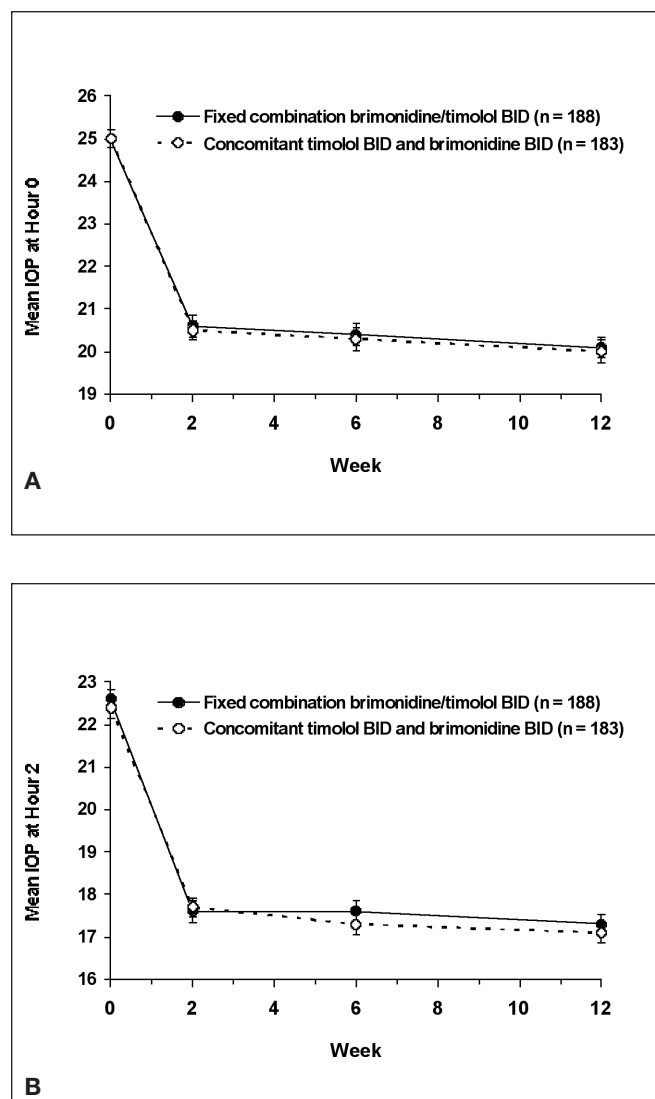 26
25
24
23
22
21
20
19
Mean IOP at Hour 0
Fixed combination brimonidine/timolol BID (n = 188)
Concomitant timolol BID and brimonidine BID (n = 183)
0 2 4 6 8 10 12
Week
A
23
22
21
20
19
18
17
16
Mean IOP at Hour 2
Fixed combination brimonidine/timolol BID (n = 188)
Concomitant timolol BID and brimonidine BID (n = 183)
0 2 4 6 8 10 12
Week
B